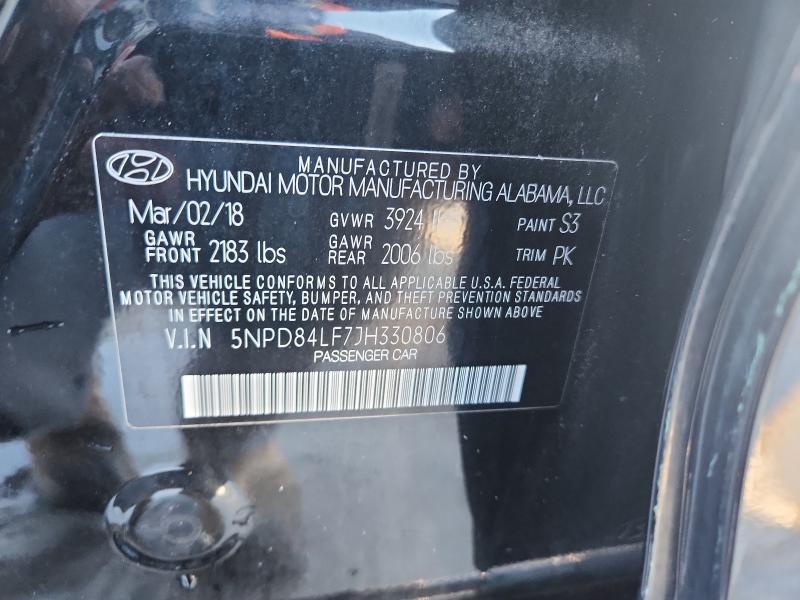 MANUFACTURED BY
HYUNDAI MOTOR MANUFACTURING ALABAMA, LLC
Mar/02/18 GVWR 3924 lbs PAINT S3
GAWR FRONT 2183 lbs GAWR REAR 2006 lbs TRIM PK
THIS VEHICLE CONFORMS TO ALL APPLICABLE U.S.A. FEDERAL
MOTOR VEHICLE SAFETY, BUMPER, AND THEFT PREVENTION STANDARDS
IN EFFECT ON THE DATE OF MANUFACTURE SHOWN ABOVE.
V.I.N 5NPD84LF7JH330806
PASSENGER CAR